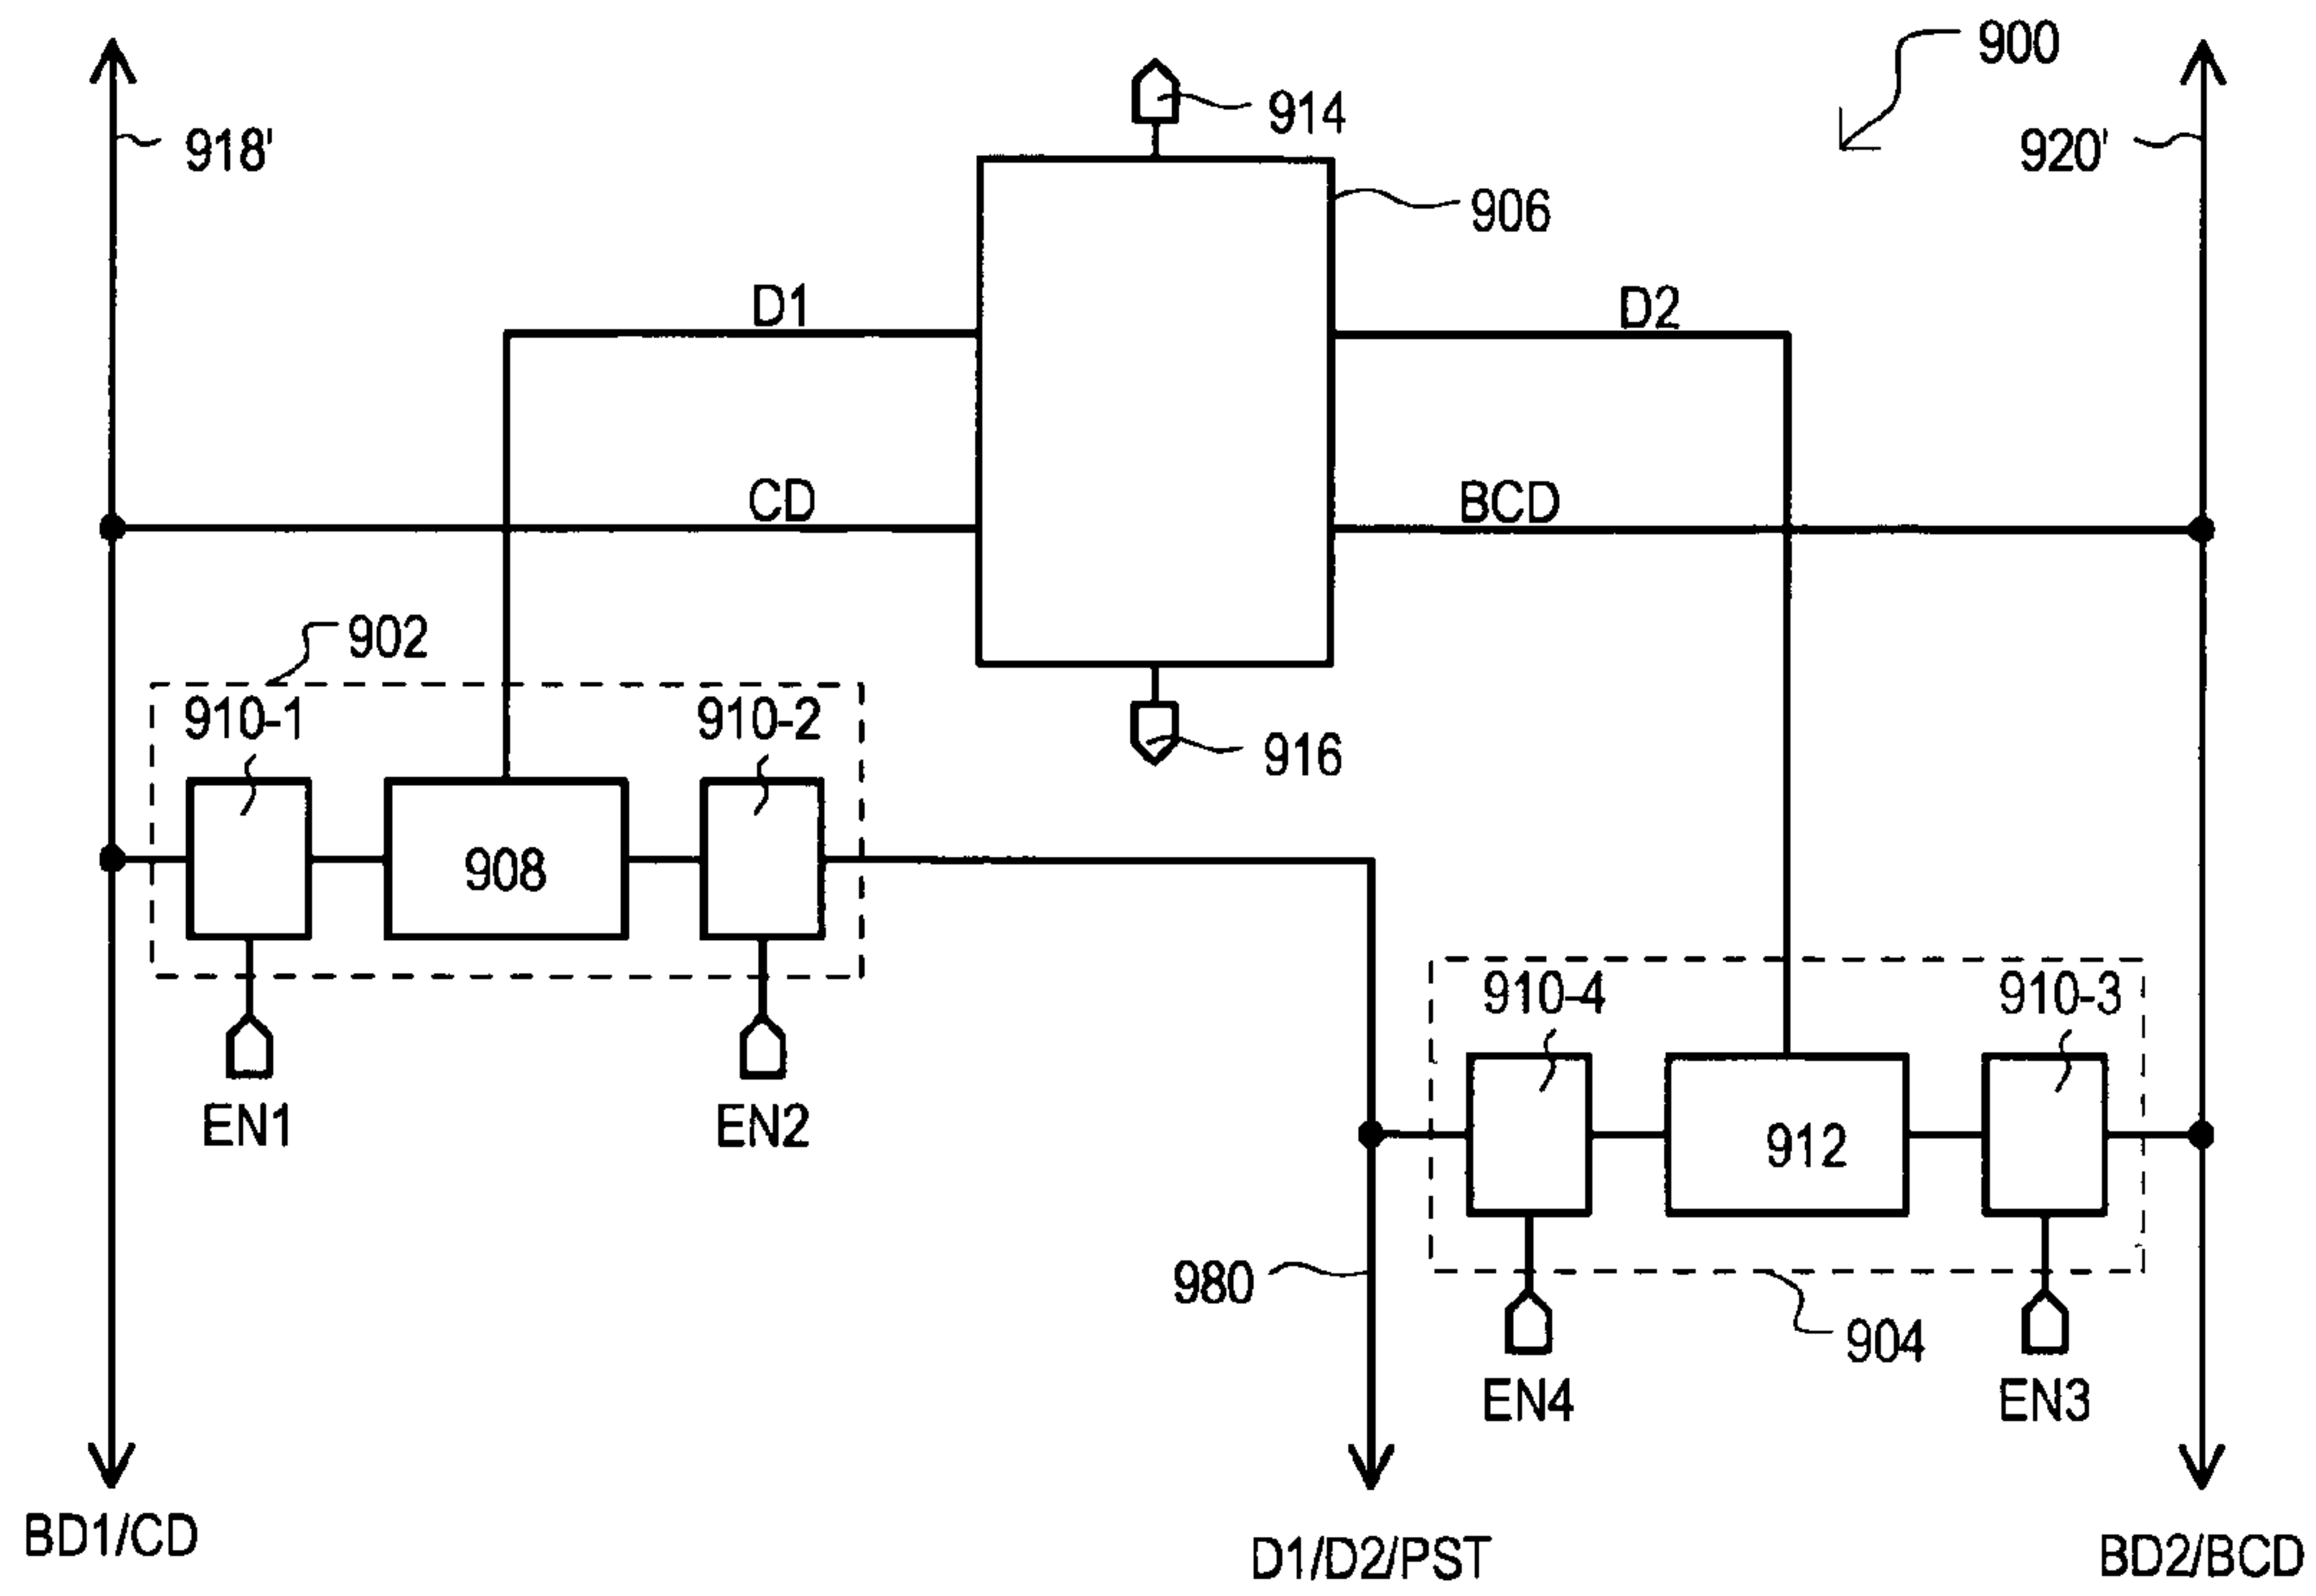 900
914
918'
920'
906
D1
D2
CD
BCD
902
910-1
910-2
916
908
910-4
910-3
EN1
EN2
912
980
904
EN4
EN3
BD1/CD
D1/D2/PST
BD2/BCD